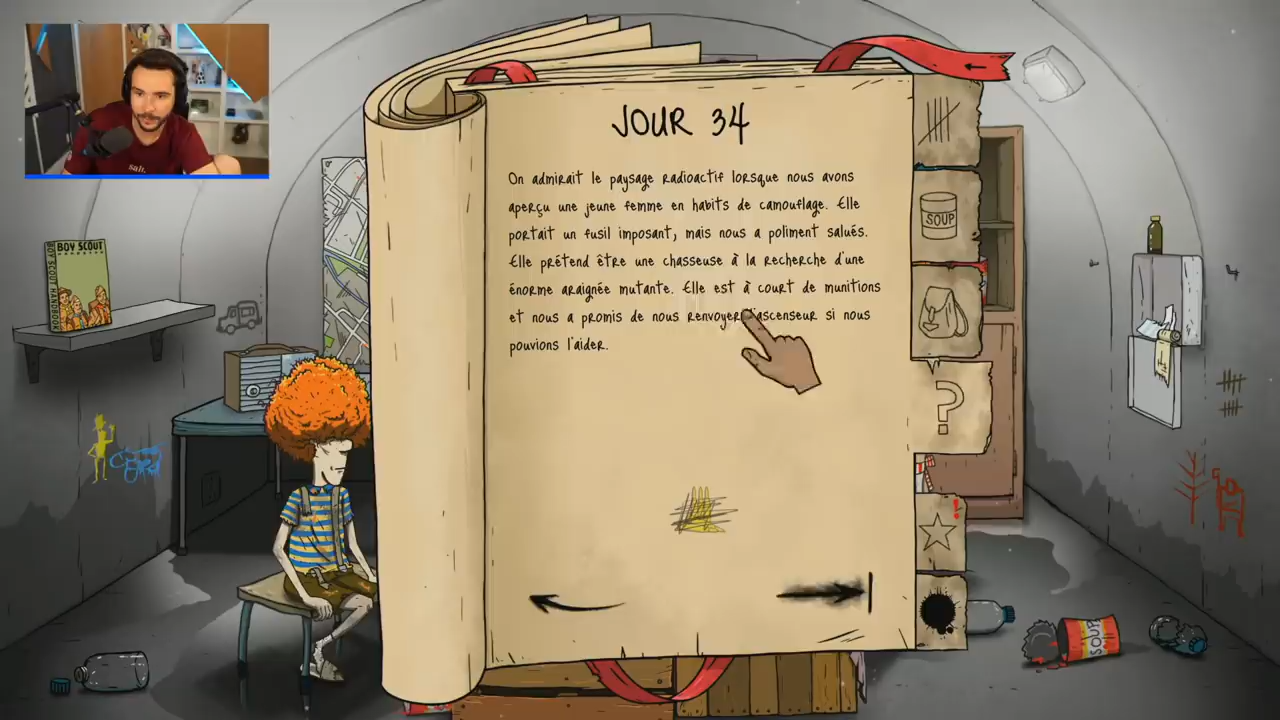 JOUR 34
On admirait le paysage radioactif lorsque nous avons
aperçu une jeune femme en habits de camouflage. Elle
portait un fusil imposant, mais nous a poliment salués.
Elle prétend être une chasseuse à la recherche d'une
énorme araignée mutante. Elle est à court de munitions
et nous a promis de nous renvoyer l'ascenseur si nous
pouvions l'aider.
SOUP
?
!
BOY SCOUT
BOY SCOUT HANDBOOK
SOUP